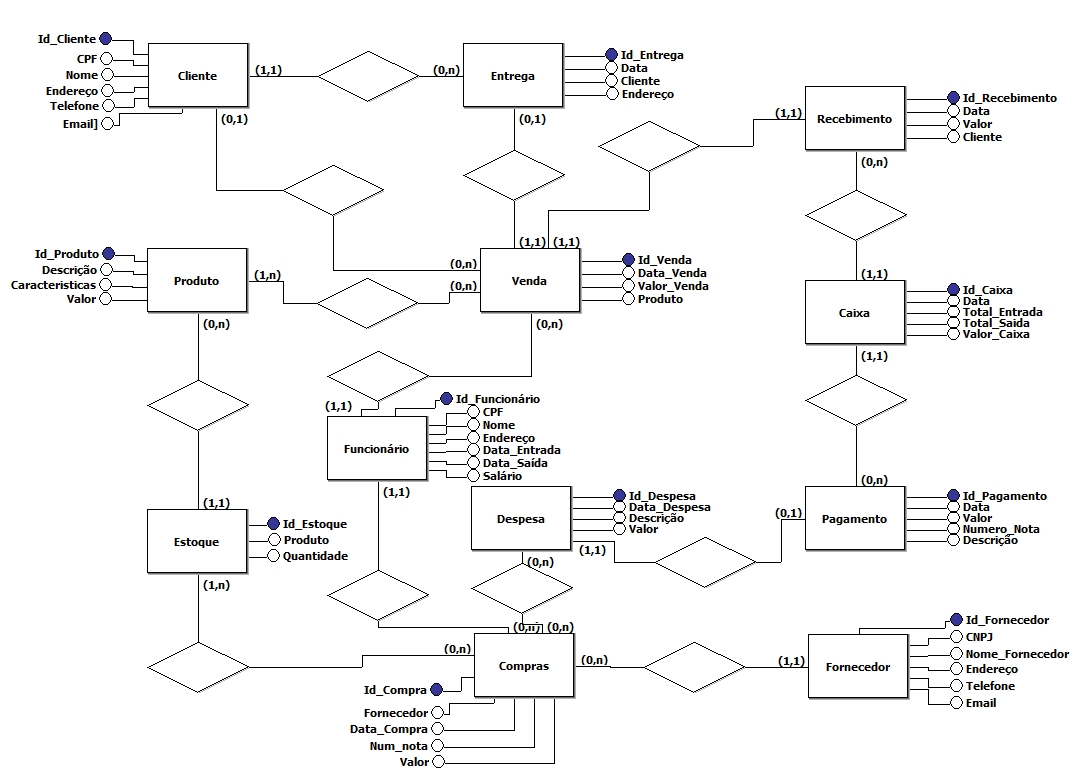 Id_Cliente
CPF
Nome
Endereço
Telefone
Email]
Cliente
(1,1)
(0,1)
(0,n)
Entrega
(0,1)
Id_Entrega
Data
Cliente
Endereço
(1,1)
Recebimento
(0,n)
Id_Recebimento
Data
Valor
Cliente
Id_Produto
Descrição
Caracteristicas
Valor
Produto
(1,n)
(0,n)
(1,1)
(1,1)
(0,n)
(0,n)
Venda
(0,n)
Id_Venda
Data_Venda
Valor_Venda
Produto
(1,1)
Caixa
(1,1)
Id_Caixa
Data
Total_Entrada
Total_Saida
Valor_Caixa
(1,1)
Funcionário
(1,1)
Id_Funcionário
CPF
Nome
Endereço
Data_Entrada
Data_Saída
Salário
(1,1)
Estoque
(1,n)
Id_Estoque
Produto
Quantidade
Despesa
(0,n)
(1,1)
Id_Despesa
Data_Despesa
Descrição
Valor
(0,n)
(0,1)
Pagamento
Id_Pagamento
Data
Valor
Numero_Nota
Descrição
(0,n)
(0,n)
(0,n)
Compras
(0,n)
Id_Compra
Fornecedor
Data_Compra
Num_nota
Valor
(1,1)
Fornecedor
Id_Fornecedor
CNPJ
Nome_Fornecedor
Endereço
Telefone
Email